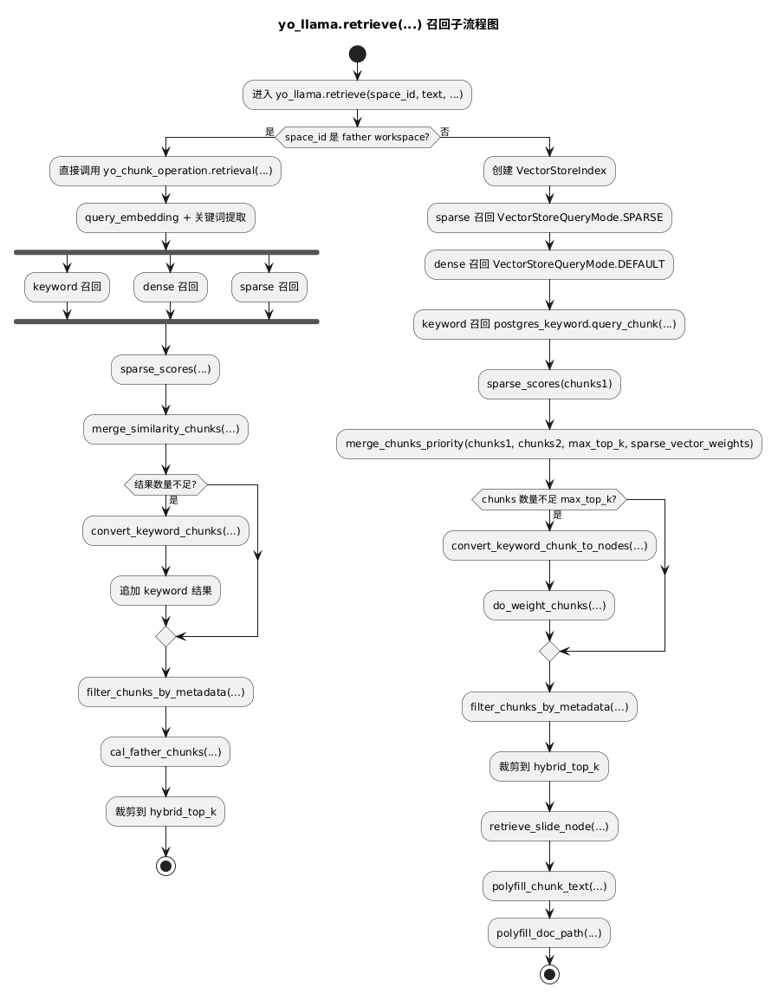 yo_llama.retrieve(...) 召回子流程图
进入 yo_llama.retrieve(space_id, text, ...)
space_id 是 father workspace?
是
否
直接调用 yo_chunk_operation.retrieval(...)
query_embedding + 关键词提取
keyword 召回
dense 召回
sparse 召回
sparse_scores(...)
merge_similarity_chunks(...)
结果数量不足?
是
convert_keyword_chunks(...)
追加 keyword 结果
filter_chunks_by_metadata(...)
cal_father_chunks(...)
裁剪到 hybrid_top_k
创建 VectorStoreIndex
sparse 召回 VectorStoreQueryMode.SPARSE
dense 召回 VectorStoreQueryMode.DEFAULT
keyword 召回 postgres_keyword.query_chunk(...)
sparse_scores(chunks1)
merge_chunks_priority(chunks1, chunks2, max_top_k, sparse_vector_weights)
chunks 数量不足 max_top_k?
是
convert_keyword_chunk_to_nodes(...)
do_weight_chunks(...)
filter_chunks_by_metadata(...)
裁剪到 hybrid_top_k
retrieve_slide_node(...)
polyfill_chunk_text(...)
polyfill_doc_path(...)